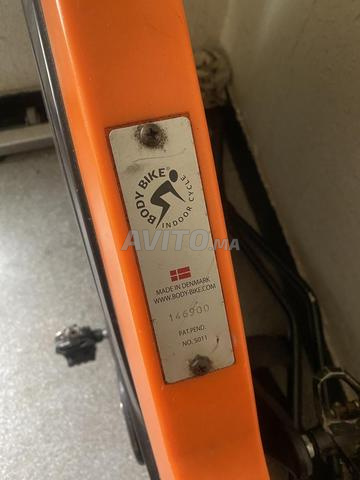 BODY BIKE®
INDOOR CYCLE
AVITO.ma
MADE IN DENMARK
WWW.BODY-BIKE.COM
146900
PAT.PEND.
NO. 5011